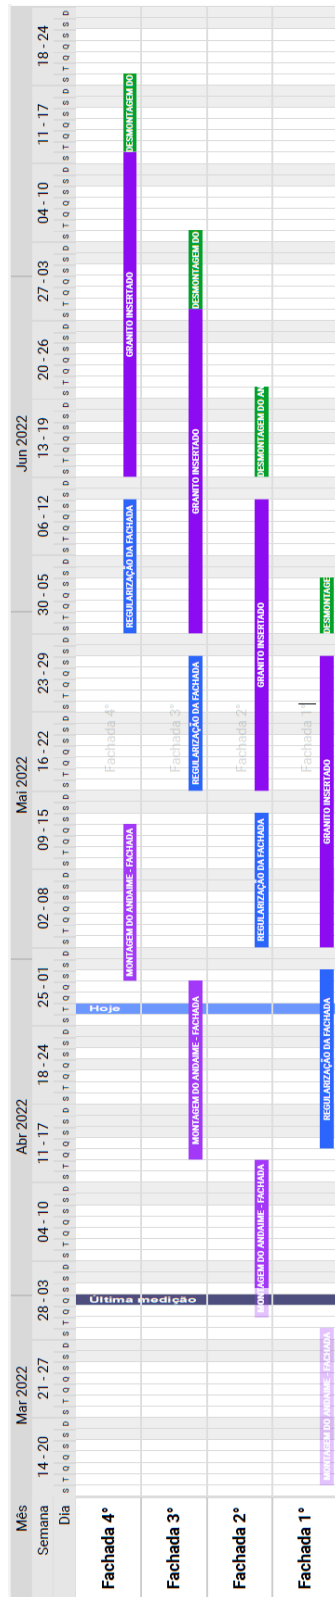 Mês Mar 2022 Abr 2022 Mai 2022 Jun 2022
Semana 14 - 20 21 - 27 28 - 03 04 - 10 11 - 17 18 - 24 25 - 01 02 - 08 09 - 15 16 - 22 23 - 29 30 - 05 06 - 12 13 - 19 20 - 26 27 - 03 04 - 10 11 - 17 18 - 24
Dia S T Q Q S S D S T Q Q S S D S T Q Q S S D S T Q Q S S D S T Q Q S S D S T Q Q S S D S T Q Q S S D S T Q Q S S D S T Q Q S S D S T Q Q S S D S T Q Q S S D S T Q Q S S D S T Q Q S S D S T Q Q S S D S T Q Q S S D S T Q Q S S D S T Q Q S S D S T Q Q S S D S T Q Q S S D
Última medição Hoje
Fachada 4° MONTAGEM DO ANDAIME - FACHADA Fachada 4° REGULARIZAÇÃO DA FACHADA GRANITO INSERTADO DESMONTAGEM DO
Fachada 3° MONTAGEM DO ANDAIME - FACHADA REGULARIZAÇÃO DA FACHADA Fachada 3° GRANITO INSERTADO DESMONTAGEM DO
Fachada 2° MONTAGEM DO ANDAIME - FACHADA REGULARIZAÇÃO DA FACHADA Fachada 2° GRANITO INSERTADO DESMONTAGEM DO AN
Fachada 1° MONTAGEM DO ANDAIME - FACHADA REGULARIZAÇÃO DA FACHADA GRANITO INSERTADO Fachada 1° DESMONTAGE